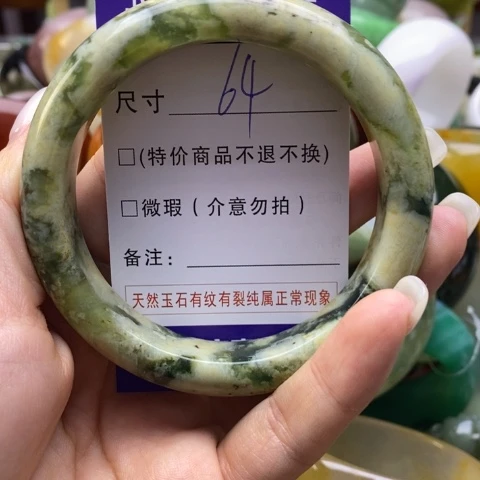 尺寸 64
□(特价商品不退不换)
□微瑕(介意勿拍)
备注:
天然玉石有纹有裂纯属正常现象